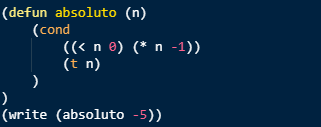 (defun absoluto (n)
    (cond
        ((< n 0) (* n -1))
        (t n)
    )
)
(write (absoluto -5))